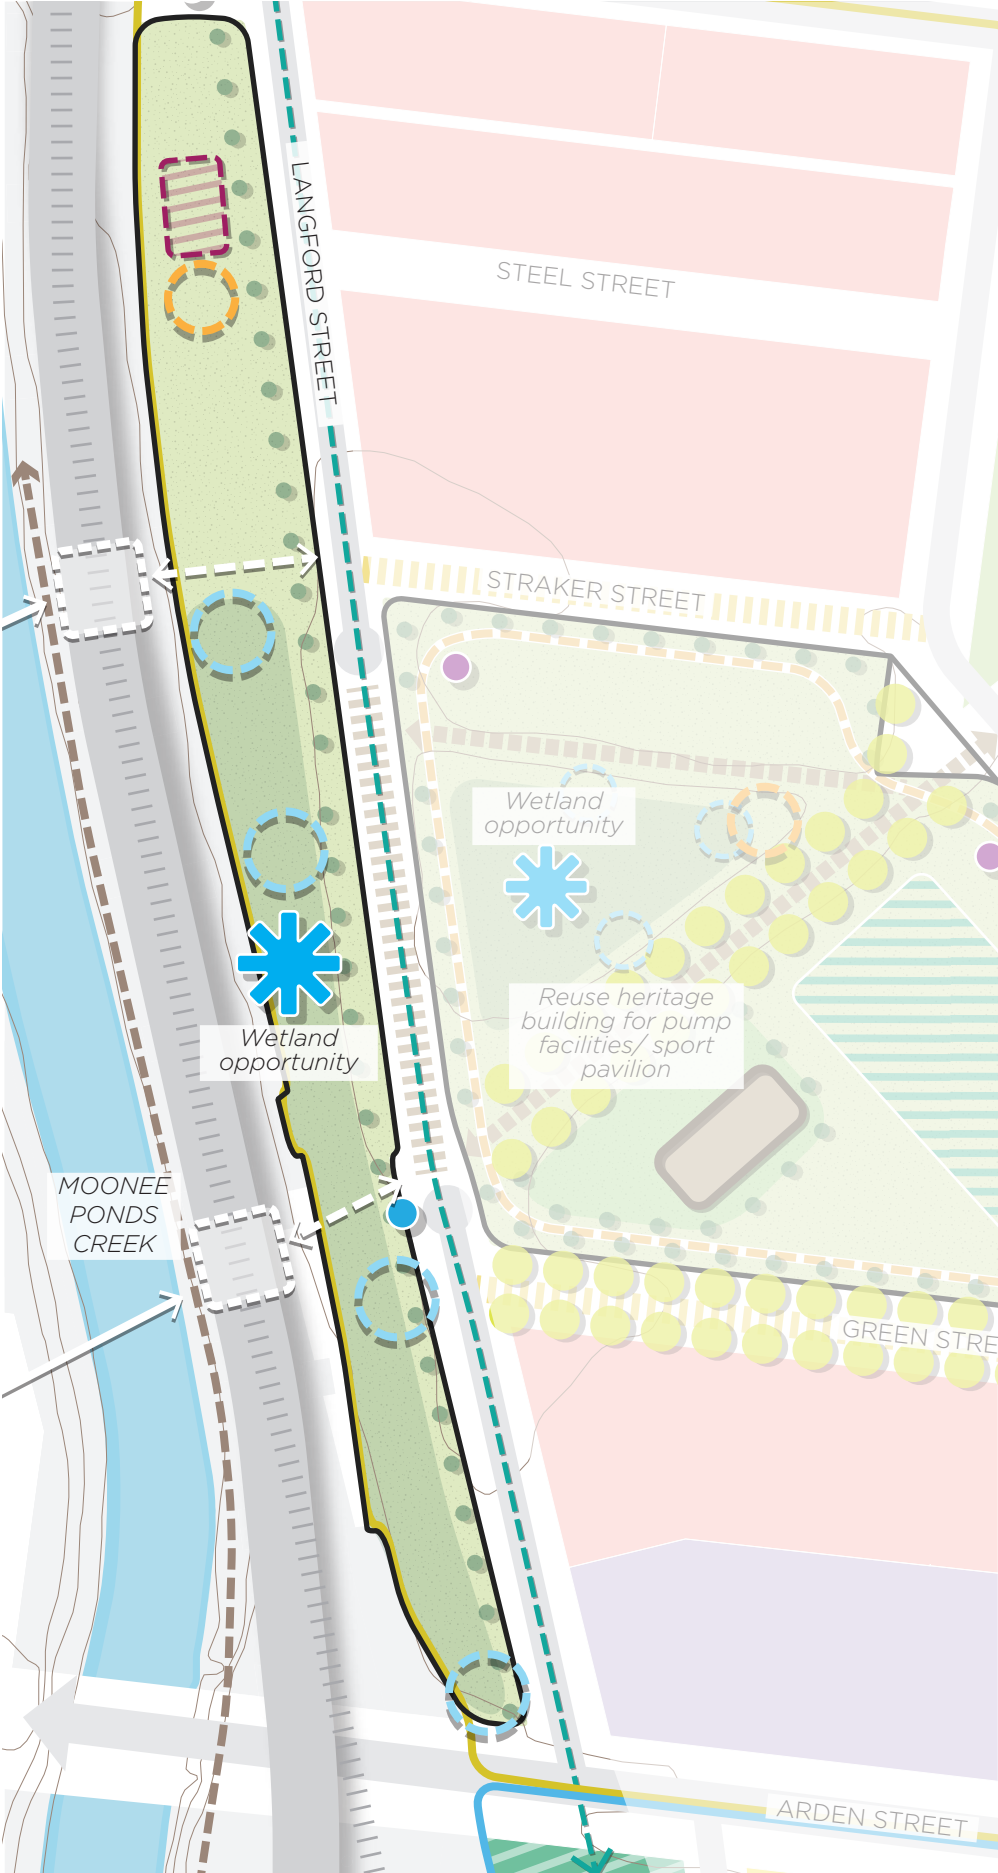 LANGFORD STREET
STEEL STREET
STRAKER STREET
Wetland
opportunity
Reuse heritage
building for pump
facilities/ sport
pavilion
Wetland
opportunity
MOONEE
PONDS
CREEK
GREEN STRE
ARDEN STREET